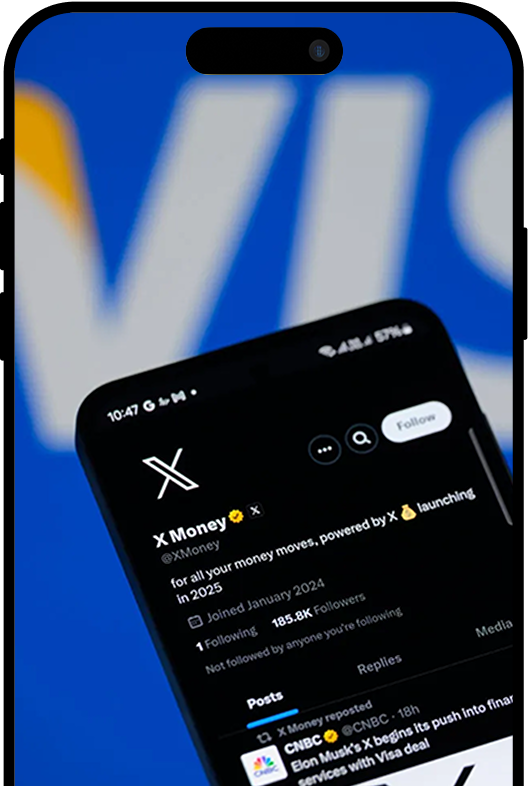 VIS
10:47
57%
Follow
X
X Money
@XMoney
for all your money moves, powered by X 💰 launching
in 2025
Joined January 2024
1 Following 185.8K Followers
Not followed by anyone you're following
Posts Replies Media
X Money reposted
CNBC @CNBC · 18h
CNBC
Elon Musk's X begins its push into finan
services with Visa deal